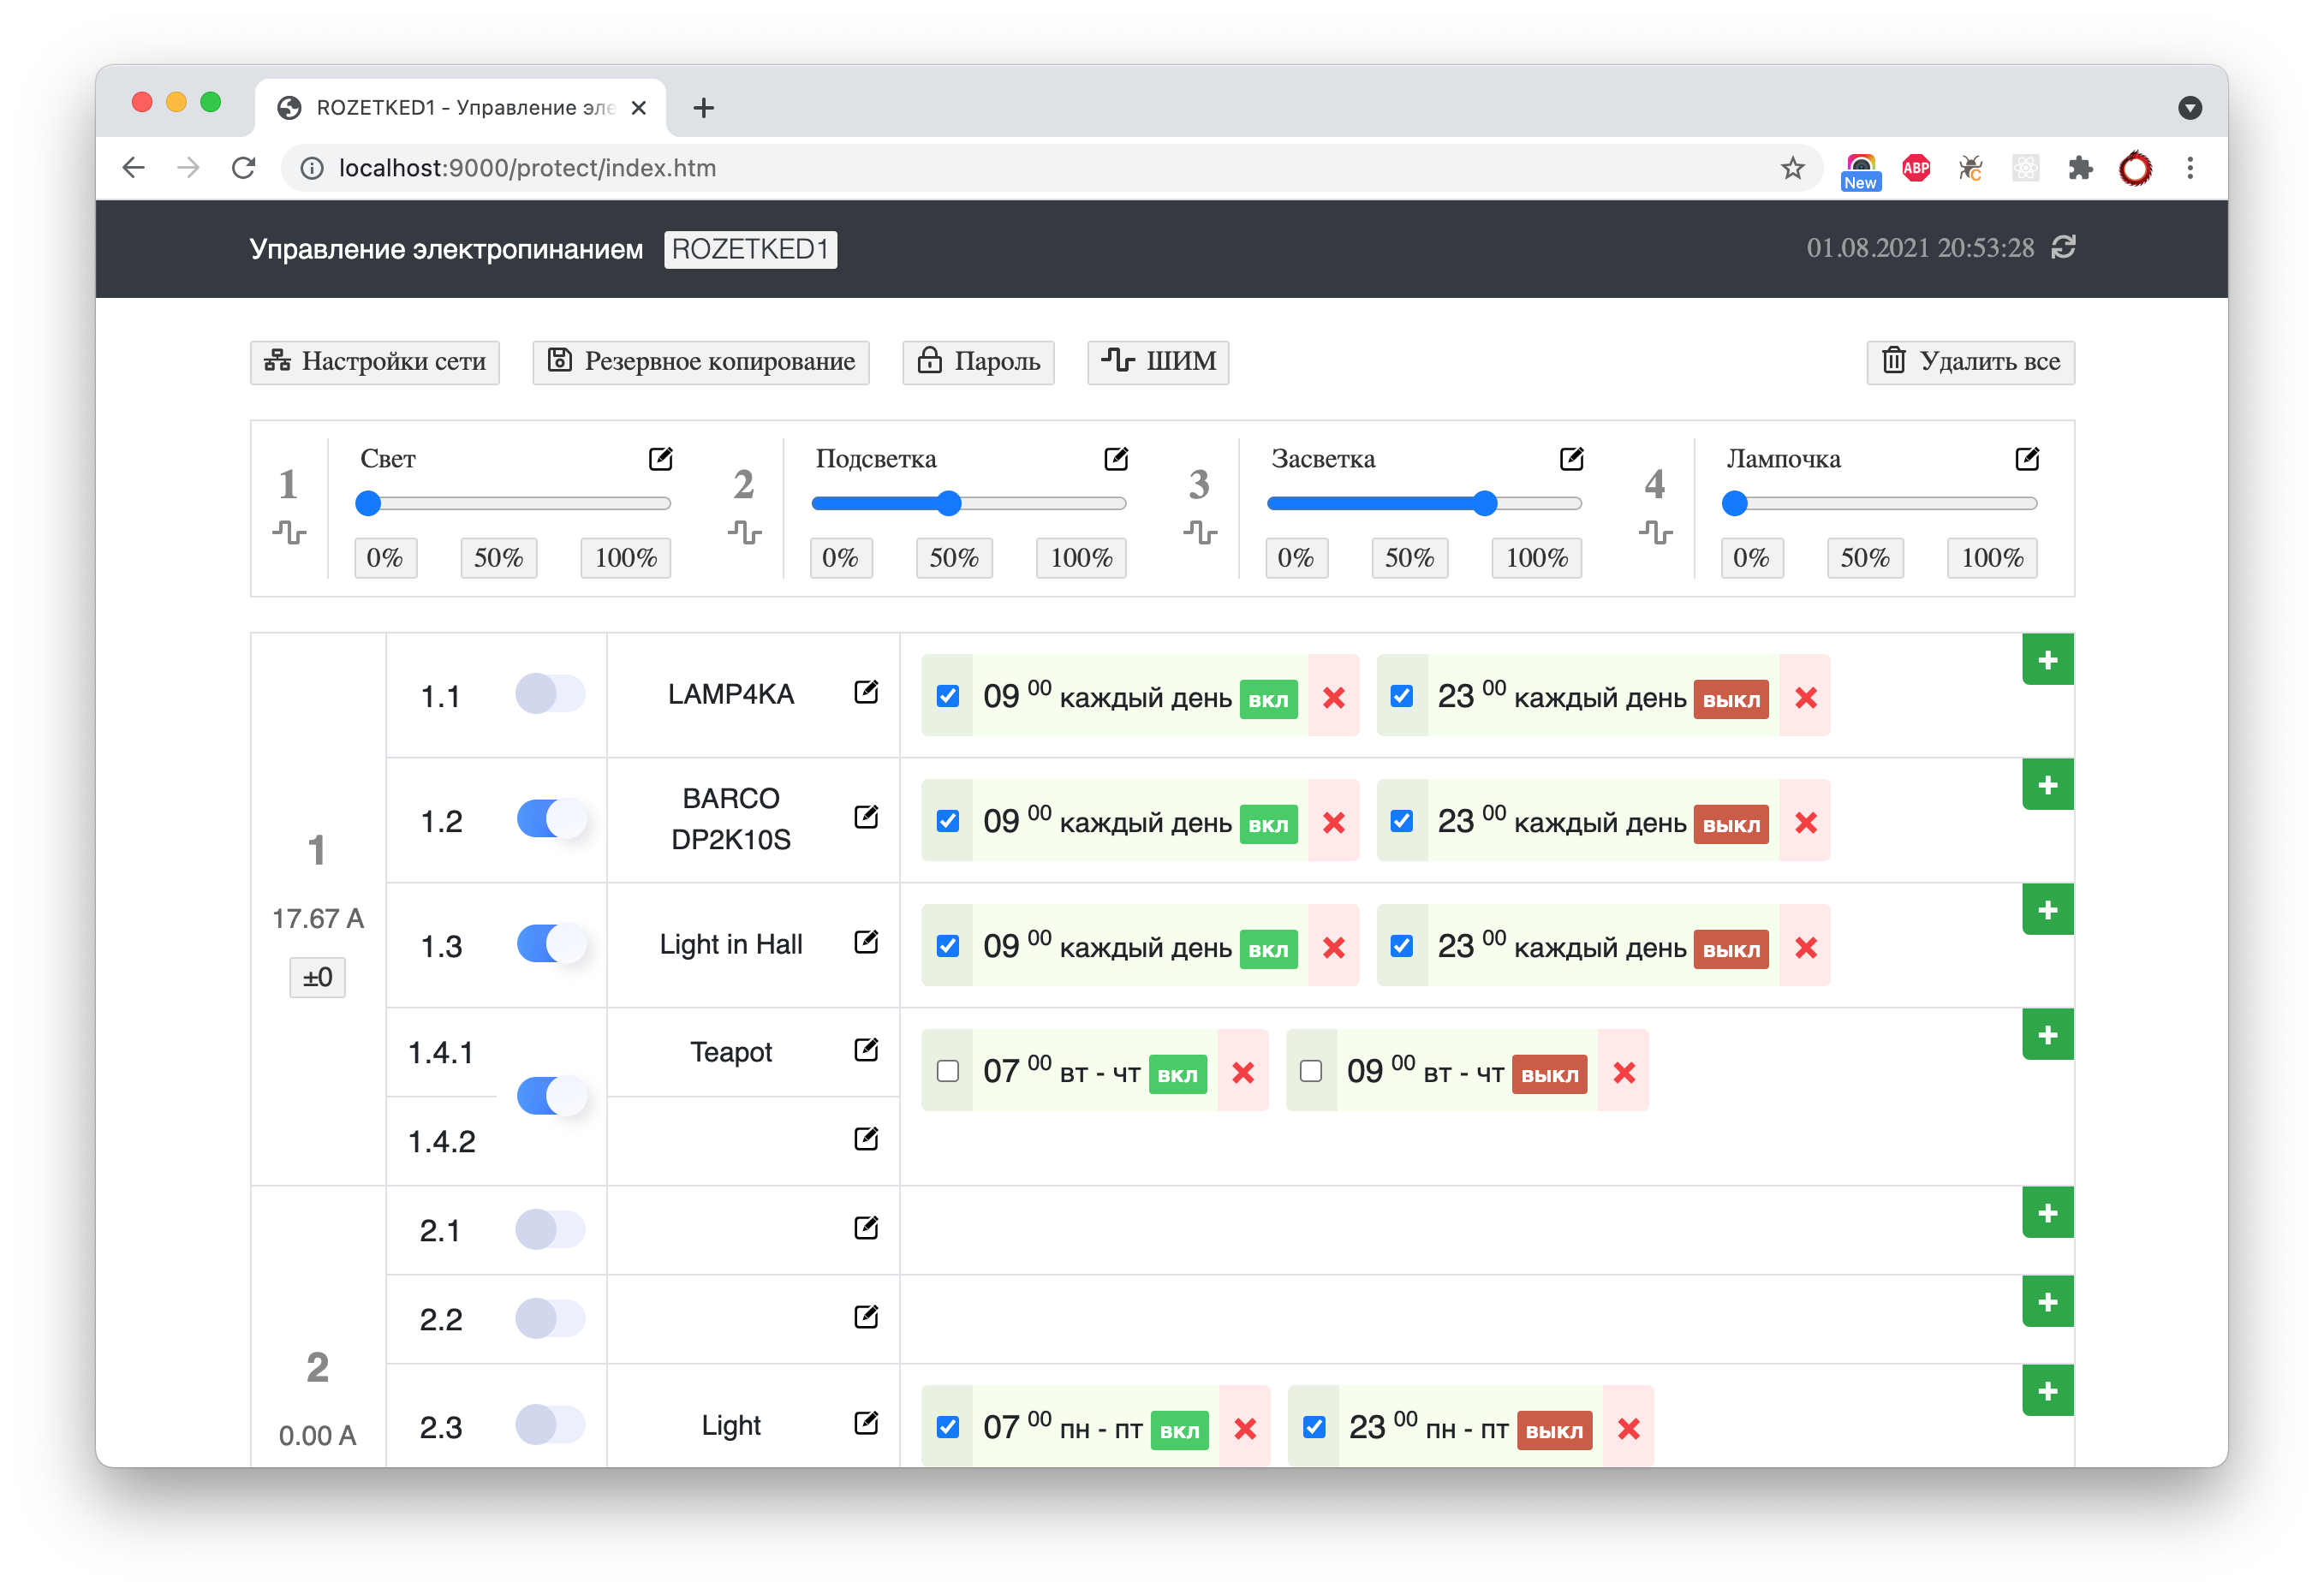 ROZETKED1 - Управление эле
localhost:9000/protect/index.htm
New
ABP
C
Управление электропинанием ROZETKED1 01.08.2021 20:53:28
Настройки сети Резервное копирование Пароль ШИМ Удалить все
1 Свет 2 Подсветка 3 Засветка 4 Лампочка
0% 50% 100% 0% 50% 100% 0% 50% 100% 0% 50% 100%
1
17.67 A
±0
1.1 LAMP4KA 09 00 каждый день вкл 23 00 каждый день выкл
1.2 BARCO
DP2K10S 09 00 каждый день вкл 23 00 каждый день выкл
1.3 Light in Hall 09 00 каждый день вкл 23 00 каждый день выкл
1.4.1 Teapot 07 00 вт - чт вкл 09 00 вт - чт выкл
1.4.2
2
0.00 A
2.1
2.2
2.3 Light 07 00 пн - пт вкл 23 00 пн - пт выкл